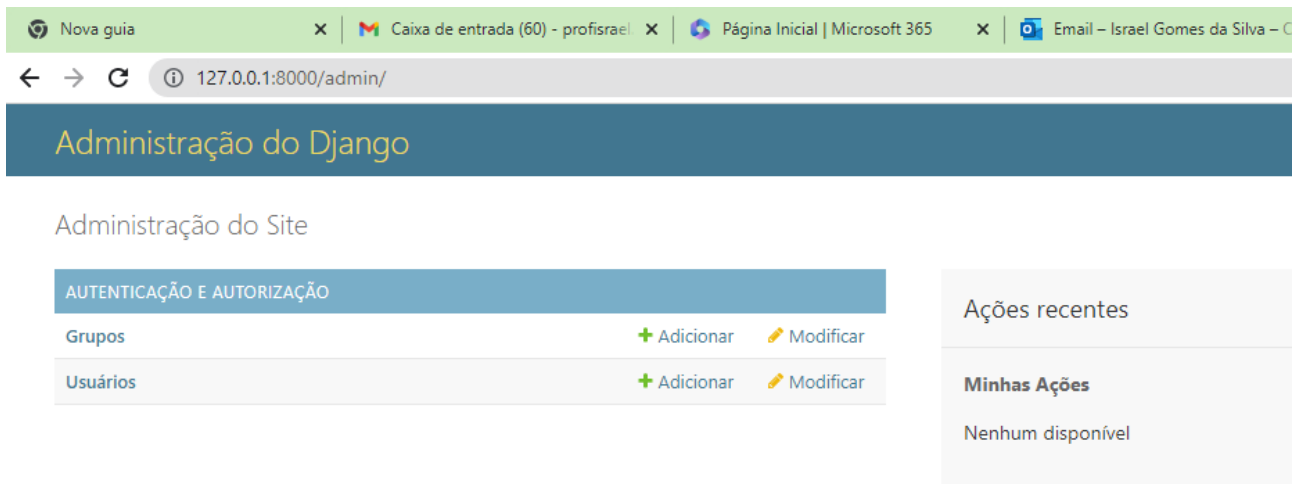 Nova guia
Caixa de entrada (60) - profisrael
Página Inicial | Microsoft 365
Email – Israel Gomes da Silva –
127.0.0.1:8000/admin/
Administração do Django
Administração do Site
AUTENTICAÇÃO E AUTORIZAÇÃO
Grupos Adicionar Modificar
Usuários Adicionar Modificar
Ações recentes
Minhas Ações
Nenhum disponível